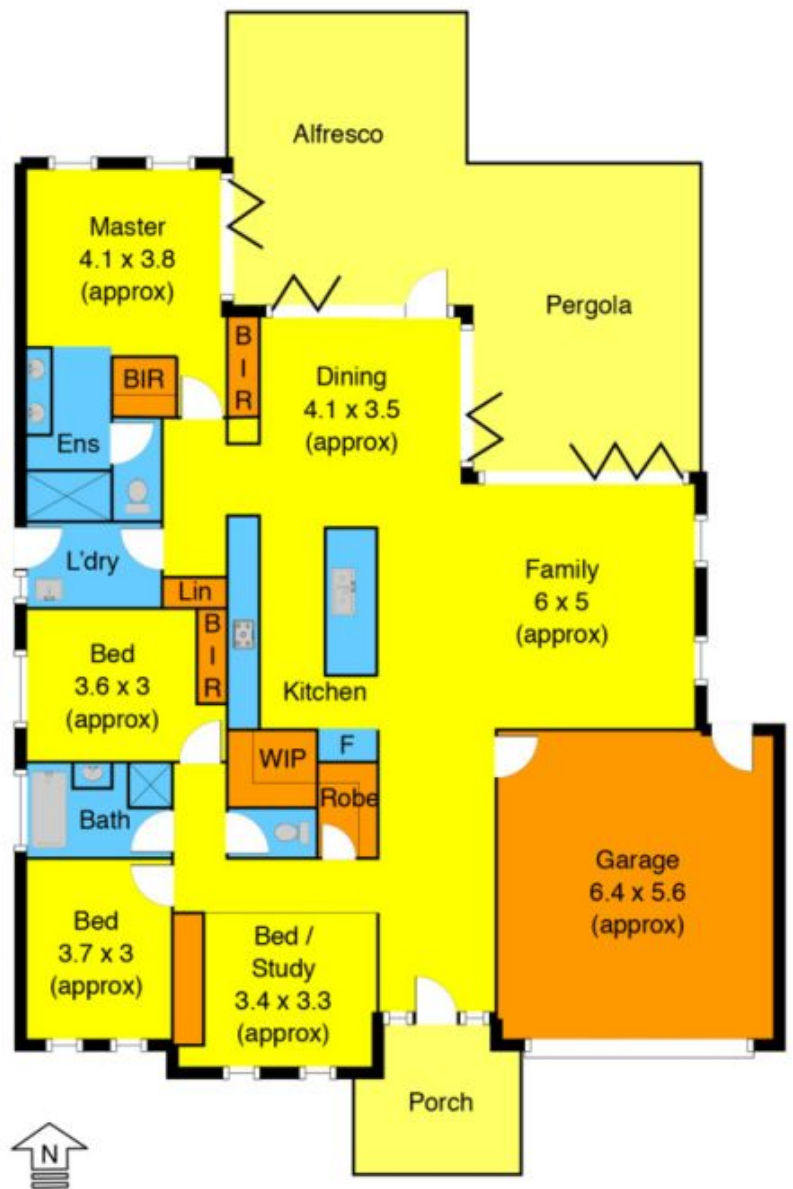 Alfresco
Master
4.1 x 3.8
(approx)
Pergola
BIR
B
I
R
Dining
4.1 x 3.5
(approx)
Ens
L'dry
Lin
Family
6 x 5
(approx)
B
I
R
Bed
3.6 x 3
(approx)
Kitchen
WIP
F
Robe
Bath
Garage
6.4 x 5.6
(approx)
Bed
3.7 x 3
(approx)
Bed /
Study
3.4 x 3.3
(approx)
Porch
N